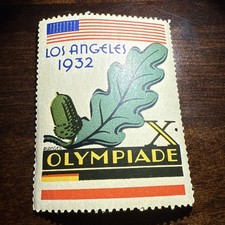 LOS ANGELES
1932
X.
OLYMPIADE